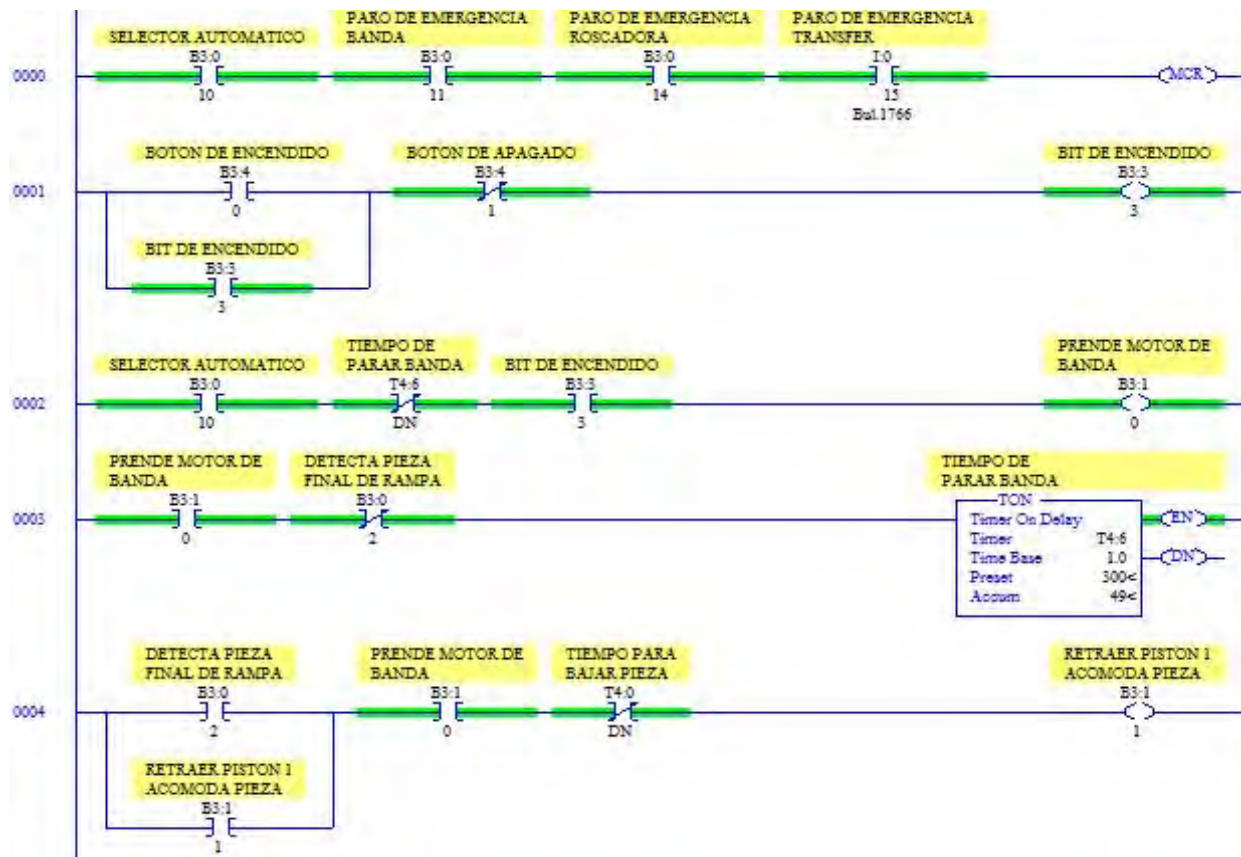 PARO DE EMERGENCIA
BANDA
PARO DE EMERGENCIA
ROSCADORA
PARO DE EMERGENCIA
TRANSFER
SELECTOR AUTOMATICO
B3:0
B3:0
B3:0
I:0
0000
MCR
10
11
14
15
Bul.1766
BOTON DE ENCENDIDO
BOTON DE APAGADO
BIT DE ENCENDIDO
B3:4
B3:4
B3:3
0001
0
1
3
BIT DE ENCENDIDO
B3:3
3
SELECTOR AUTOMATICO
TIEMPO DE
PARAR BANDA
BIT DE ENCENDIDO
PRENDE MOTOR DE
BANDA
B3:0
T4:6
B3:3
B3:1
0002
10
DN
3
0
PRENDE MOTOR DE
BANDA
DETECTA PIEZA
FINAL DE RAMPA
TIEMPO DE
PARAR BANDA
B3:1
B3:0
0003
0
2
TON
Timer On Delay
Timer T4:6
Time Base 1.0
Preset 300<
Accum 49<
EN
DN
DETECTA PIEZA
FINAL DE RAMPA
PRENDE MOTOR DE
BANDA
TIEMPO PARA
BAJAR PIEZA
RETRAER PISTON 1
ACOMODA PIEZA
B3:0
B3:1
T4:0
B3:1
0004
2
0
DN
1
RETRAER PISTON 1
ACOMODA PIEZA
B3:1
1